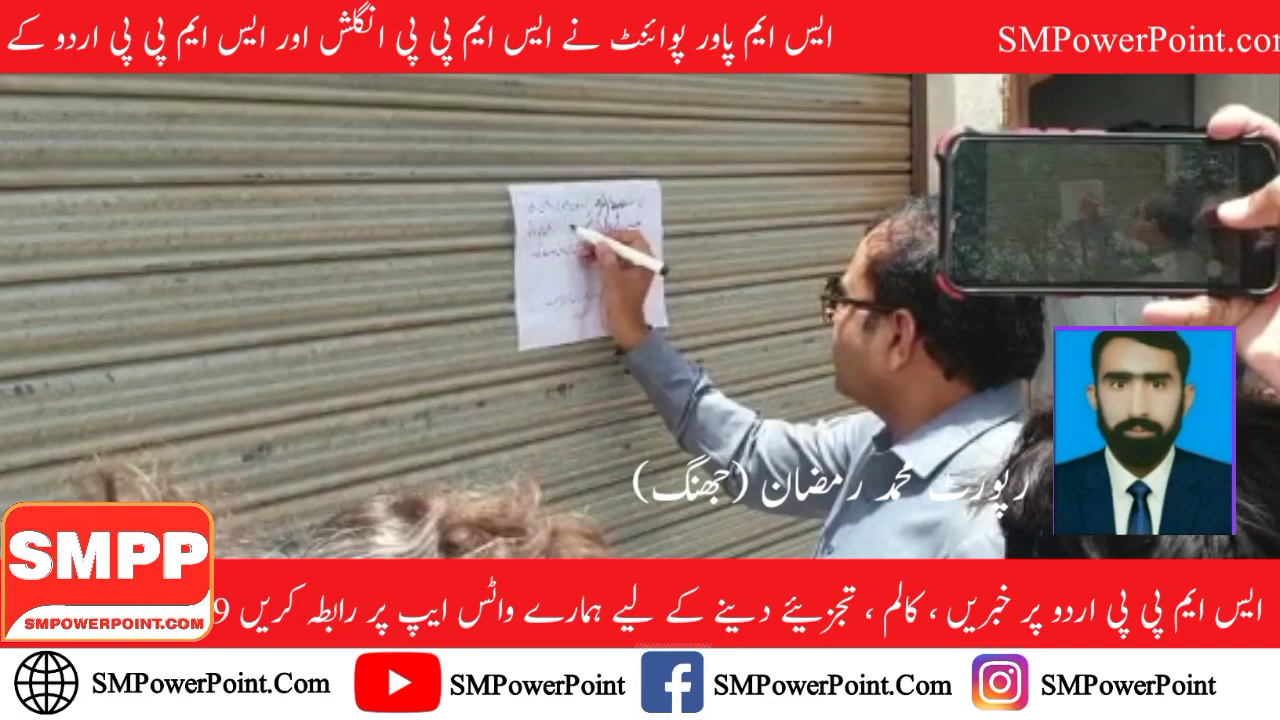 ایس ایم پاور پوائنٹ نے ایس ایم پی پی انگلش اور ایس ایم پی پی اردو کے
SMPowerPoint.com
رپورٹ محمد رمضان (جھنگ)
SMPP
SMPOWERPOINT.COM
ایس ایم پی پی اردو پر خبریں ، کالم ، تجزیئے دینے کے لیے ہمارے واٹس ایپ پر رابطہ کریں 9
SMPowerPoint.Com
SMPowerPoint
SMPowerPoint.Com
SMPowerPoint